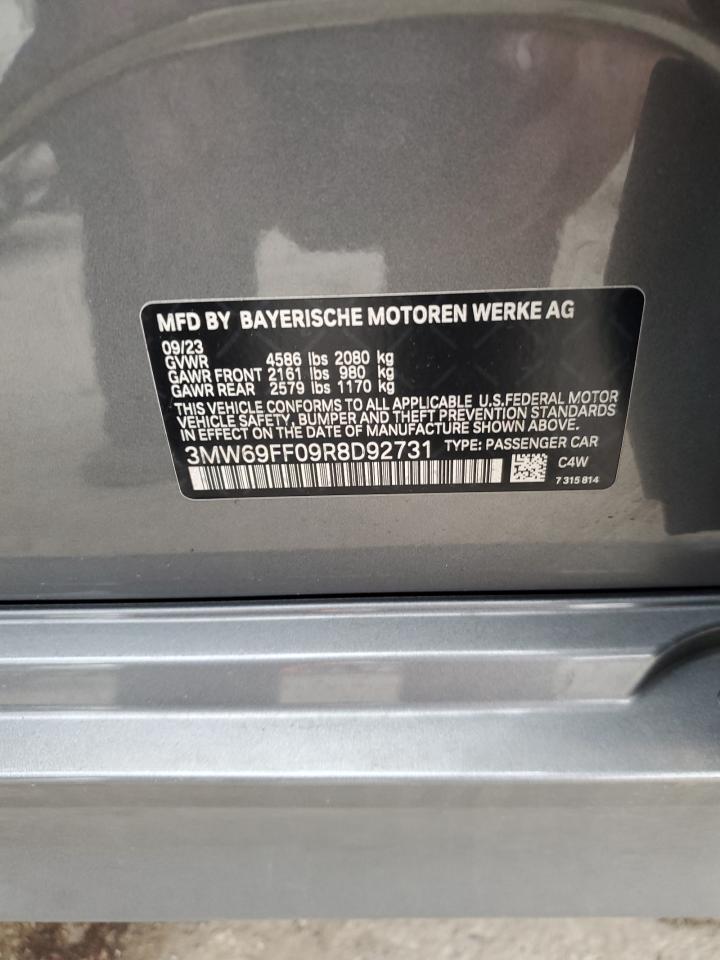 MFD BY BAYERISCHE MOTOREN WERKE AG
09/23
GVWR 4586 lbs 2080 kg
GAWR FRONT 2161 lbs 980 kg
GAWR REAR 2579 lbs 1170 kg
THIS VEHICLE CONFORMS TO ALL APPLICABLE U.S.FEDERAL MOTOR
VEHICLE SAFETY, BUMPER AND THEFT PREVENTION STANDARDS
IN EFFECT ON THE DATE OF MANUFACTURE SHOWN ABOVE.
3MW69FF09R8D92731 TYPE: PASSENGER CAR
C4W
7 315 814